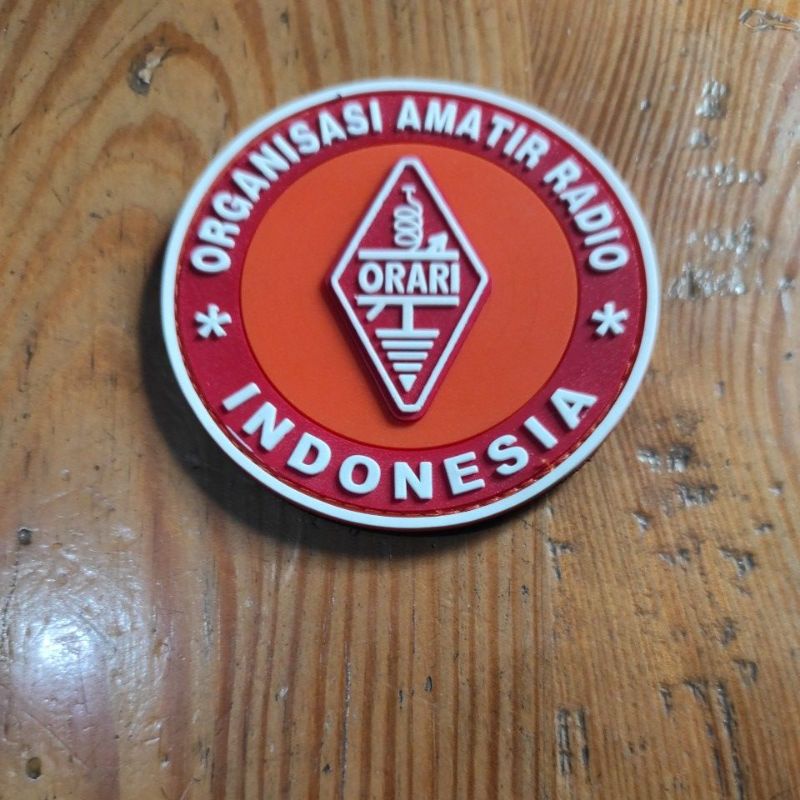 ORGANISASI AMATIR RADIO
ORARI
* INDONESIA *